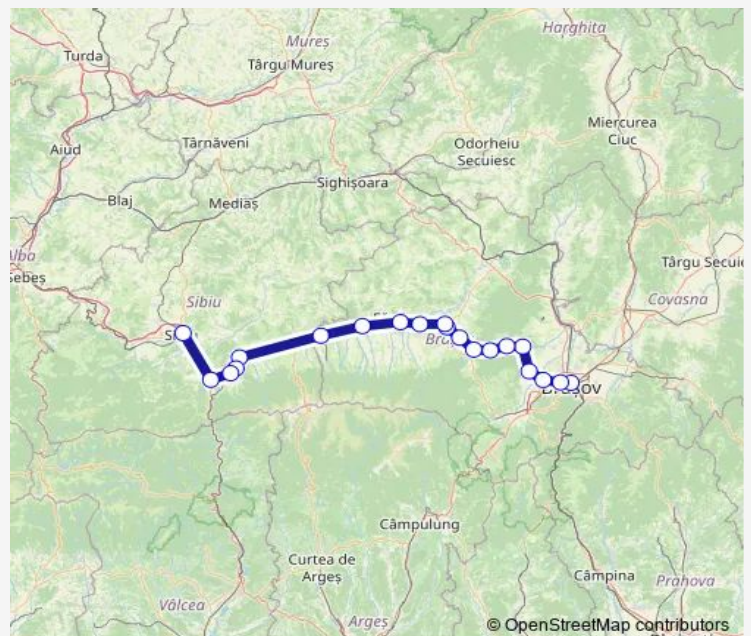 Harghita
Turda
Mureș
Târgu Mureș
Miercurea
Ciuc
Aiud
Târnăveni
Odorheiu
Secuiesc
Sighișoara
Blaj
Mediaș
Alba
Sebeș
Târgu Secuie
Sibiu
Covasna
Brașov
Câmpulung
Curtea de
Argeș
Câmpina
Prahova
Vâlcea
Argeș
© OpenStreetMap contributors